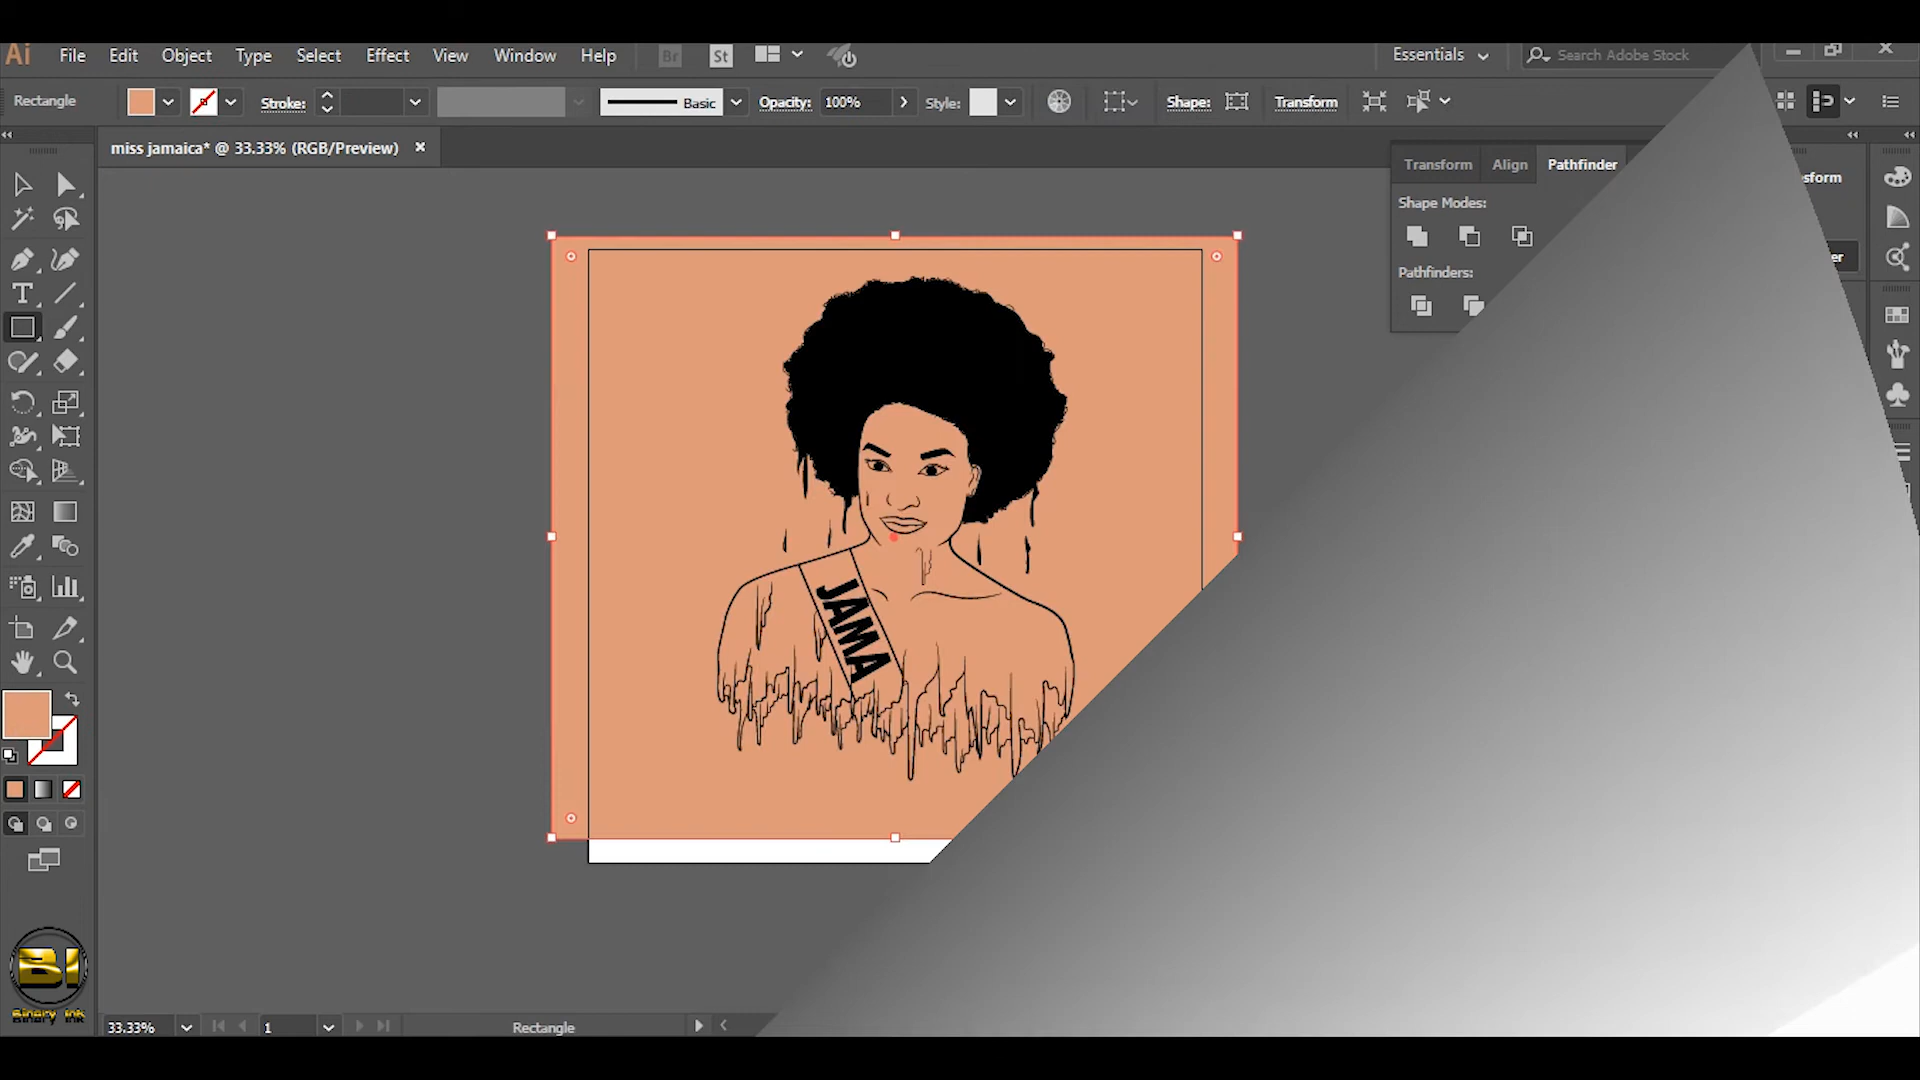 Ai File Edit Object Type Select Effect View Window Help Br St Essentials Search Adobe Stock
Rectangle Stroke: Basic Opacity: 100% Style: Shape: Transform
miss jamaica* @ 33.33% (RGB/Preview)
Transform Align Pathfinder
Shape Modes:
Pathfinders:
sform
er
JAMA
BI
Binary Ink
33.33% 1 Rectangle